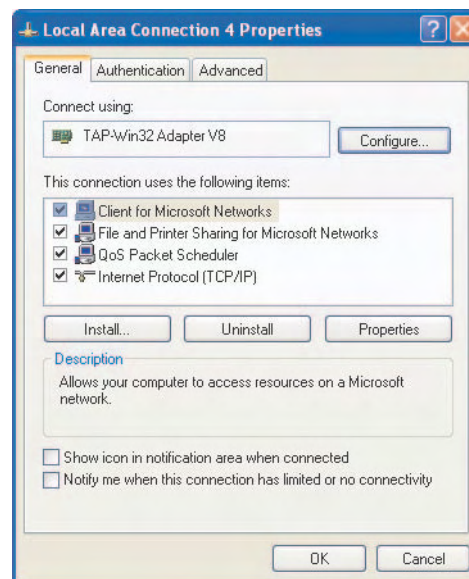 Local Area Connection 4 Properties
General Authentication Advanced
Connect using:
TAP-Win32 Adapter V8
Configure...
This connection uses the following items:
Client for Microsoft Networks
File and Printer Sharing for Microsoft Networks
QoS Packet Scheduler
Internet Protocol (TCP/IP)
Install... Uninstall Properties
Description
Allows your computer to access resources on a Microsoft
network.
Show icon in notification area when connected
Notify me when this connection has limited or no connectivity
OK Cancel